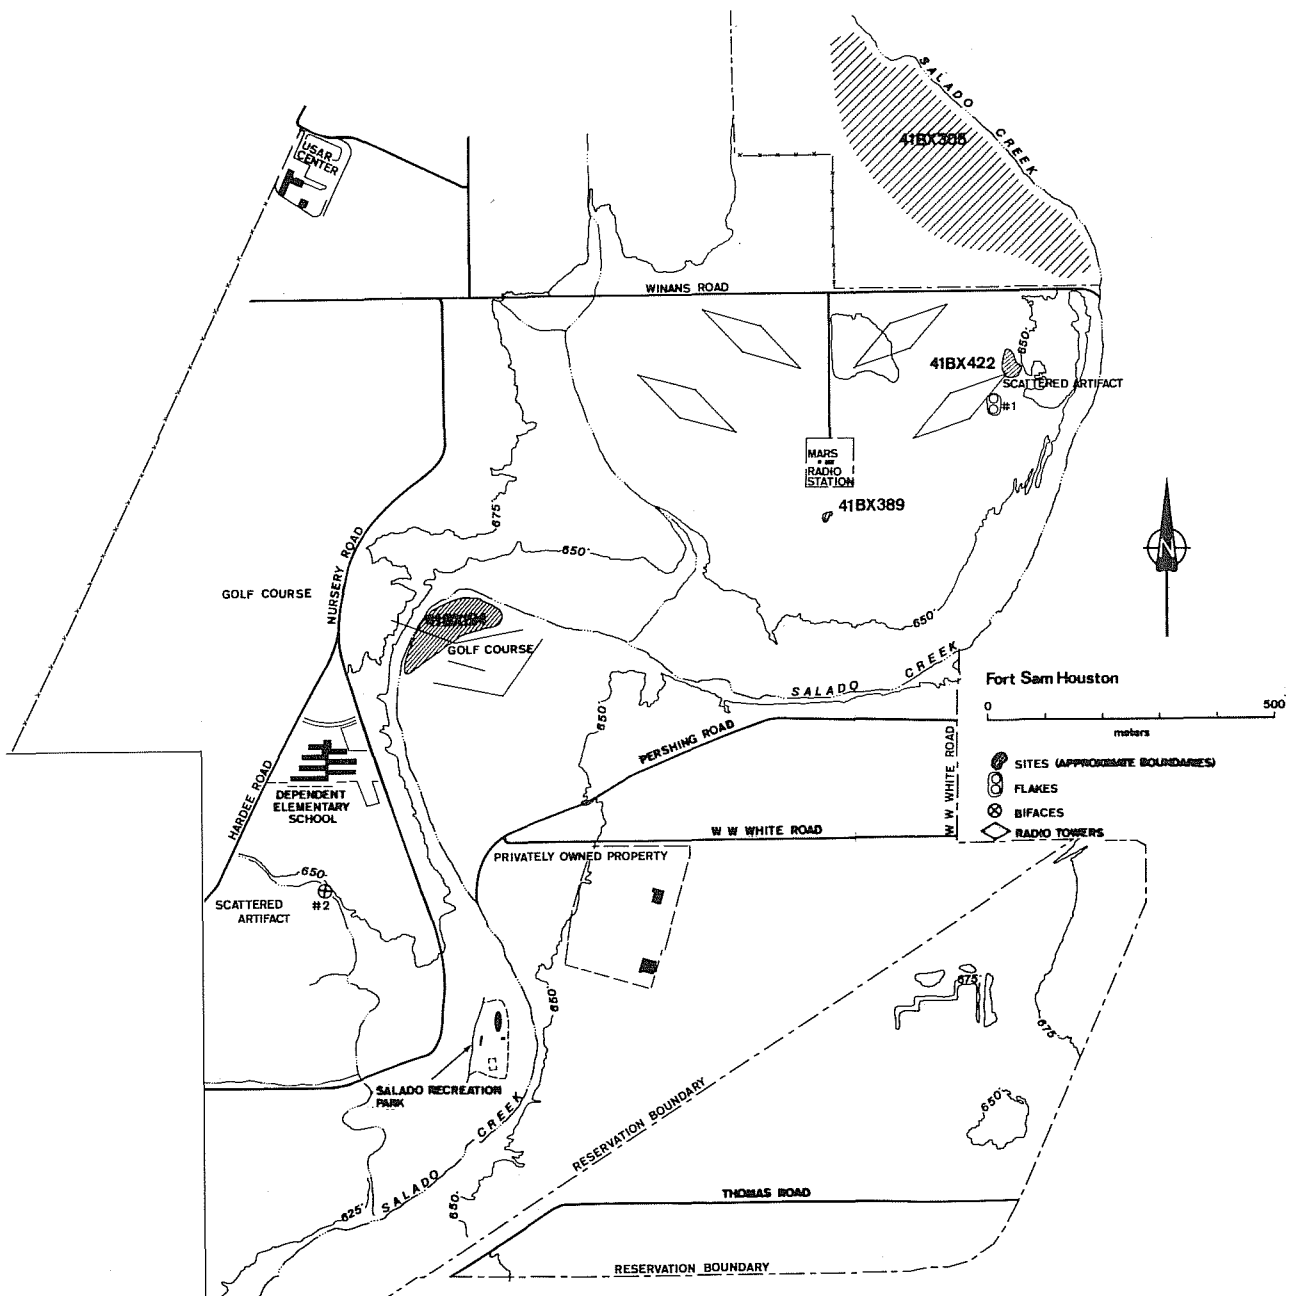 SALADO
CREEK
41BX305
USAR
CENTER
WINANS ROAD
650'
41BX422
SCATTERED ARTIFACT
#1
MARS
RADIO
STATION
41BX389
675'
650'
NURSERY ROAD
GOLF COURSE
N
650'
GOLF COURSE
SALADO CREEK
Fort Sam Houston
0 500
meters
650'
PERSHING ROAD
W W WHITE ROAD
SITES (APPROXIMATE BOUNDARIES)
FLAKES
BIFACES
RADIO TOWERS
HARDEE ROAD
DEPENDENT
ELEMENTARY
SCHOOL
W W WHITE ROAD
PRIVATELY OWNED PROPERTY
650'
SCATTERED
ARTIFACT
#2
675'
650'
675'
SALADO RECREATION
PARK
650'
RESERVATION BOUNDARY
SALADO CREEK
THOMAS ROAD
625'
650'
RESERVATION BOUNDARY